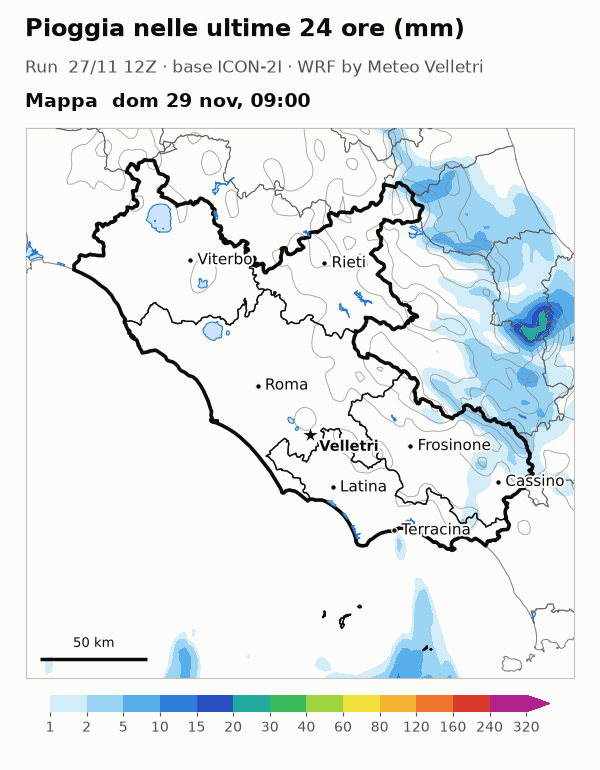 Pioggia nelle ultime 24 ore (mm)
Run  27/11 12Z · base ICON-2I · WRF by Meteo Velletri
Mappa  dom 29 nov, 09:00
Viterbo
Rieti
Roma
Velletri
Frosinone
Latina
Cassino
Terracina
50 km
1 2 5 10 15 20 30 40 60 80 120 160 240 320